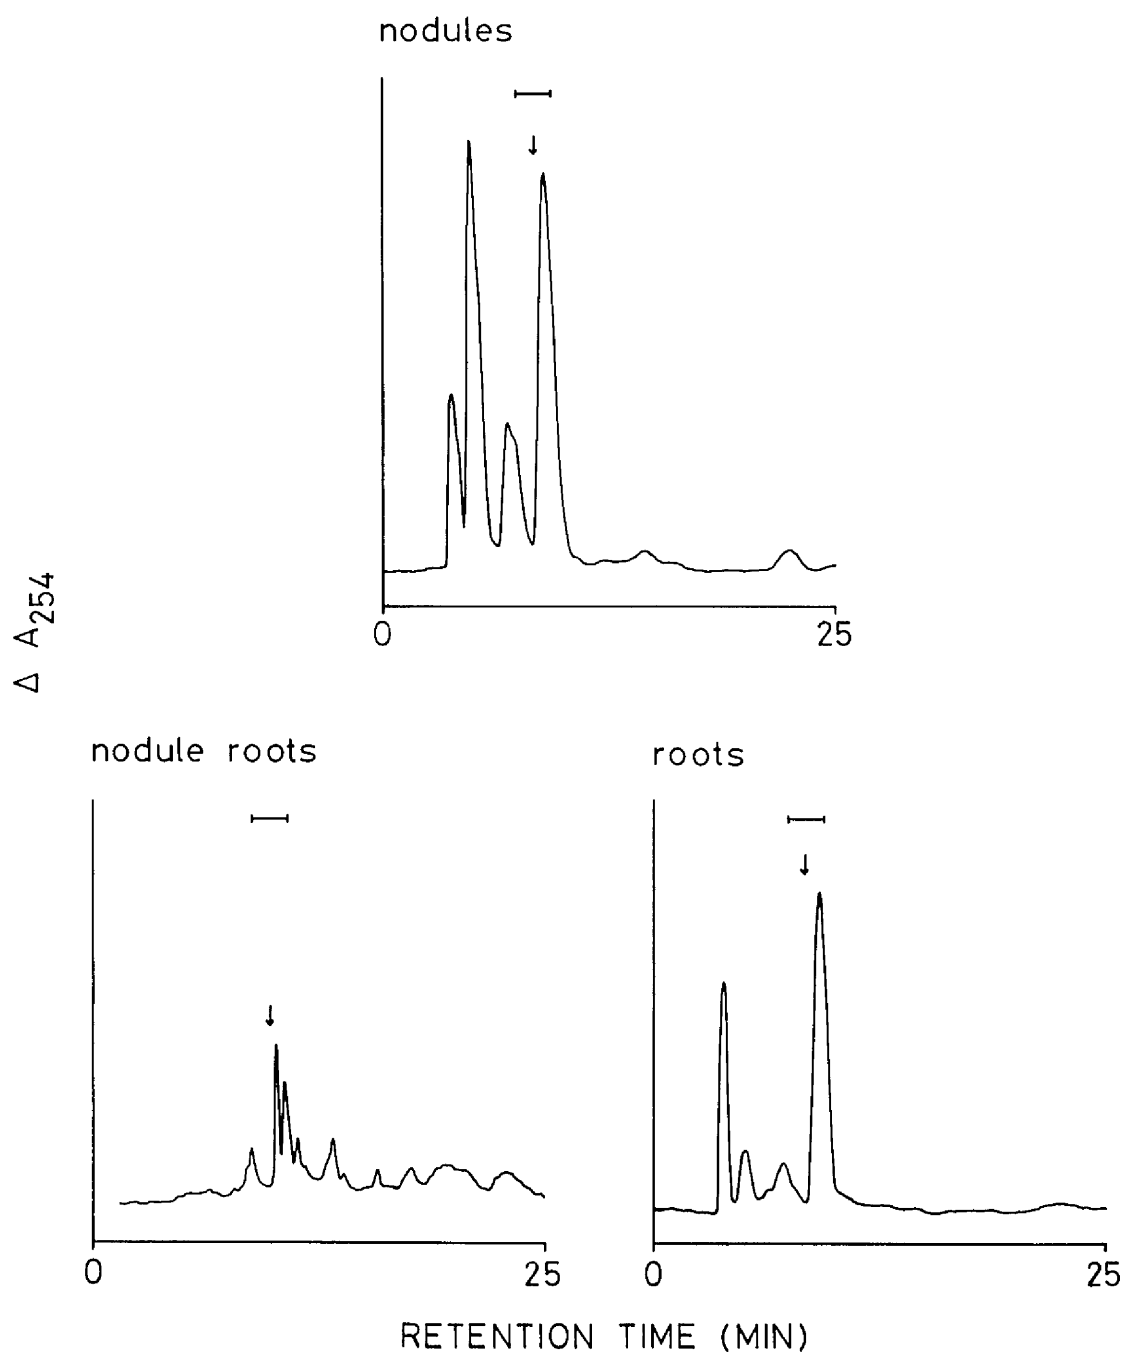 nodules
Δ A254
0 25
nodule roots
roots
0 25
0 25
RETENTION TIME (MIN)